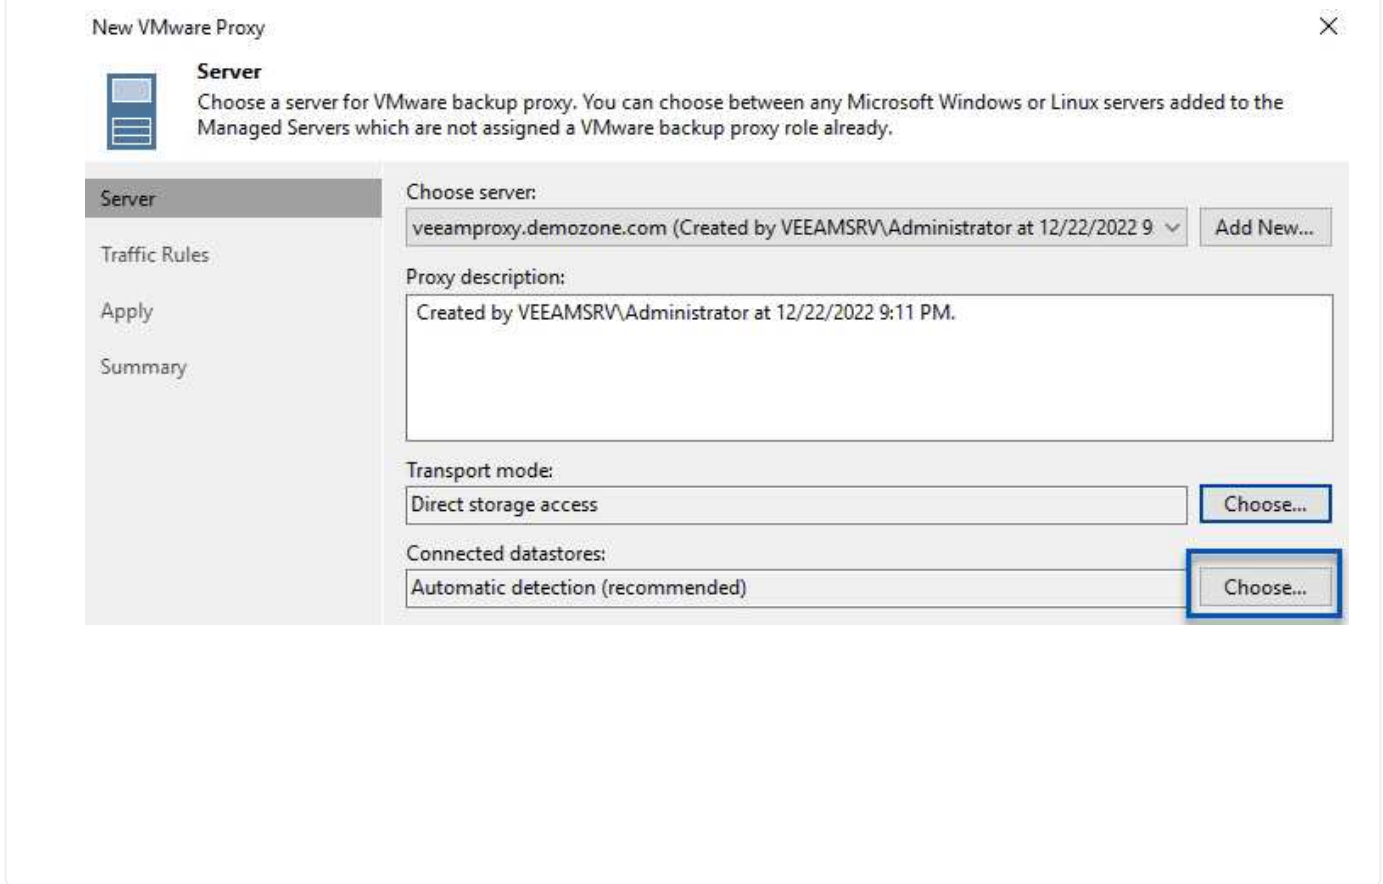 New VMware Proxy
Server
Choose a server for VMware backup proxy. You can choose between any Microsoft Windows or Linux servers added to the
Managed Servers which are not assigned a VMware backup proxy role already.
Server
Traffic Rules
Apply
Summary
Choose server:
veeamproxy.demozone.com (Created by VEEAMSRV\Administrator at 12/22/2022 9
Add New...
Proxy description:
Created by VEEAMSRV\Administrator at 12/22/2022 9:11 PM.
Transport mode:
Direct storage access
Choose...
Connected datastores:
Automatic detection (recommended)
Choose...